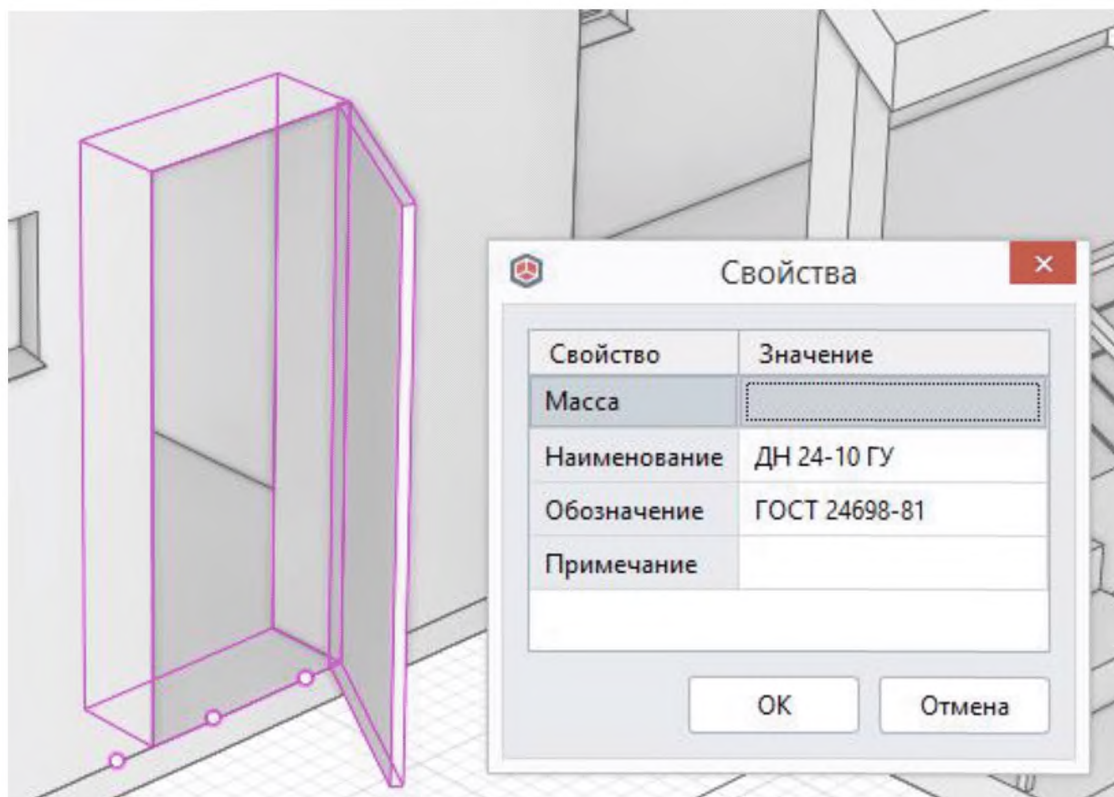 Свойства
Свойство Значение
Масса
Наименование ДН 24-10 ГУ
Обозначение ГОСТ 24698-81
Примечание
ОК Отмена